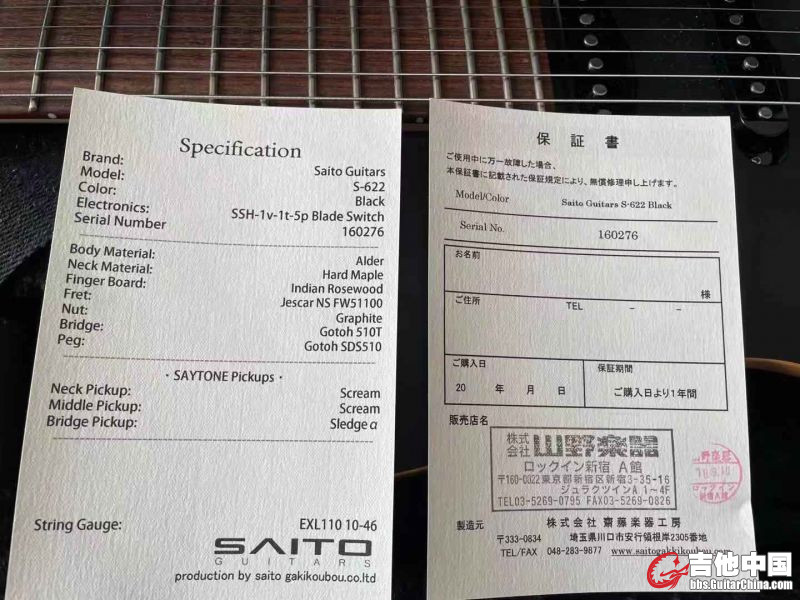 Specification
Brand: Saito Guitars
Model: S-622
Color: Black
Electronics: SSH-1v-1t-5p Blade Switch
Serial Number 160276
Body Material: Alder
Neck Material: Hard Maple
Finger Board: Indian Rosewood
Fret: Jescar NS FW51100
Nut: Graphite
Bridge: Gotoh 510T
Peg: Gotoh SDS510
· SAYTONE Pickups ·
Neck Pickup: Scream
Middle Pickup: Scream
Bridge Pickup: Sledge α
String Gauge: EXL110 10-46
SAITO
GUITARS
production by saito gakikoubou.co.ltd
保証書
ご使用中に万一故障した場合、
本保証書に記載された保証規定により、無償修理申し上げます。
Model/Color Saito Guitars S-622 Black
Serial No. 160276
お名前
様
ご住所 TEL – –
ご購入日 保証期間
20 年 月 日 ご購入日より1年間
販売店名
株式会社 山野楽器
ロックイン新宿 A館
〒160-0022 東京都新宿区新宿3-35-16
ジュラクツインA 1～4F
TEL03-5269-0795 FAX03-5269-0826
製造元 株式会社 齋藤楽器工房
〒333-0834 埼玉県川口市安行領根岸2305番地
TEL/FAX 048-283-9877 www.saitogakkikoubou.com
吉他中国
bbs.GuitarChina.com